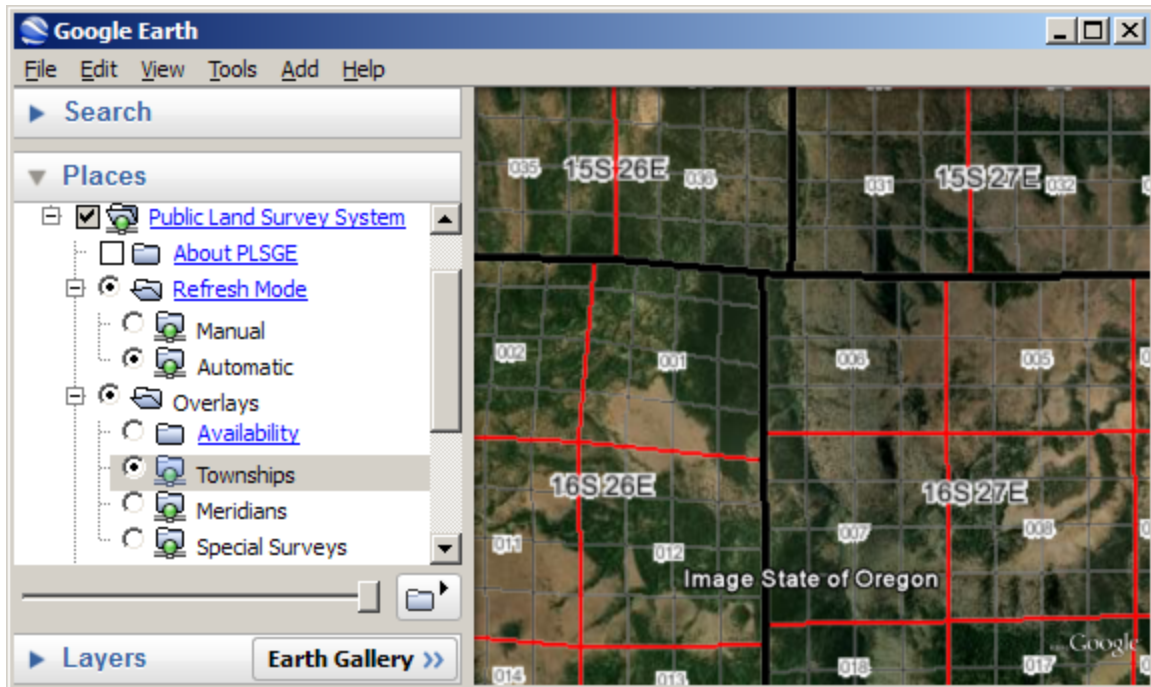 Google Earth
File Edit View Tools Add Help
Search
Places
Public Land Survey System
About PLSGE
Refresh Mode
Manual
Automatic
Overlays
Availability
Townships
Meridians
Special Surveys
Layers
Earth Gallery >>
035 15S 26E 036 031 15S 27E 032
002 001 006 005
16S 26E 16S 27E
011 012 007 008
Image State of Oregon
Google
014 013 018 017